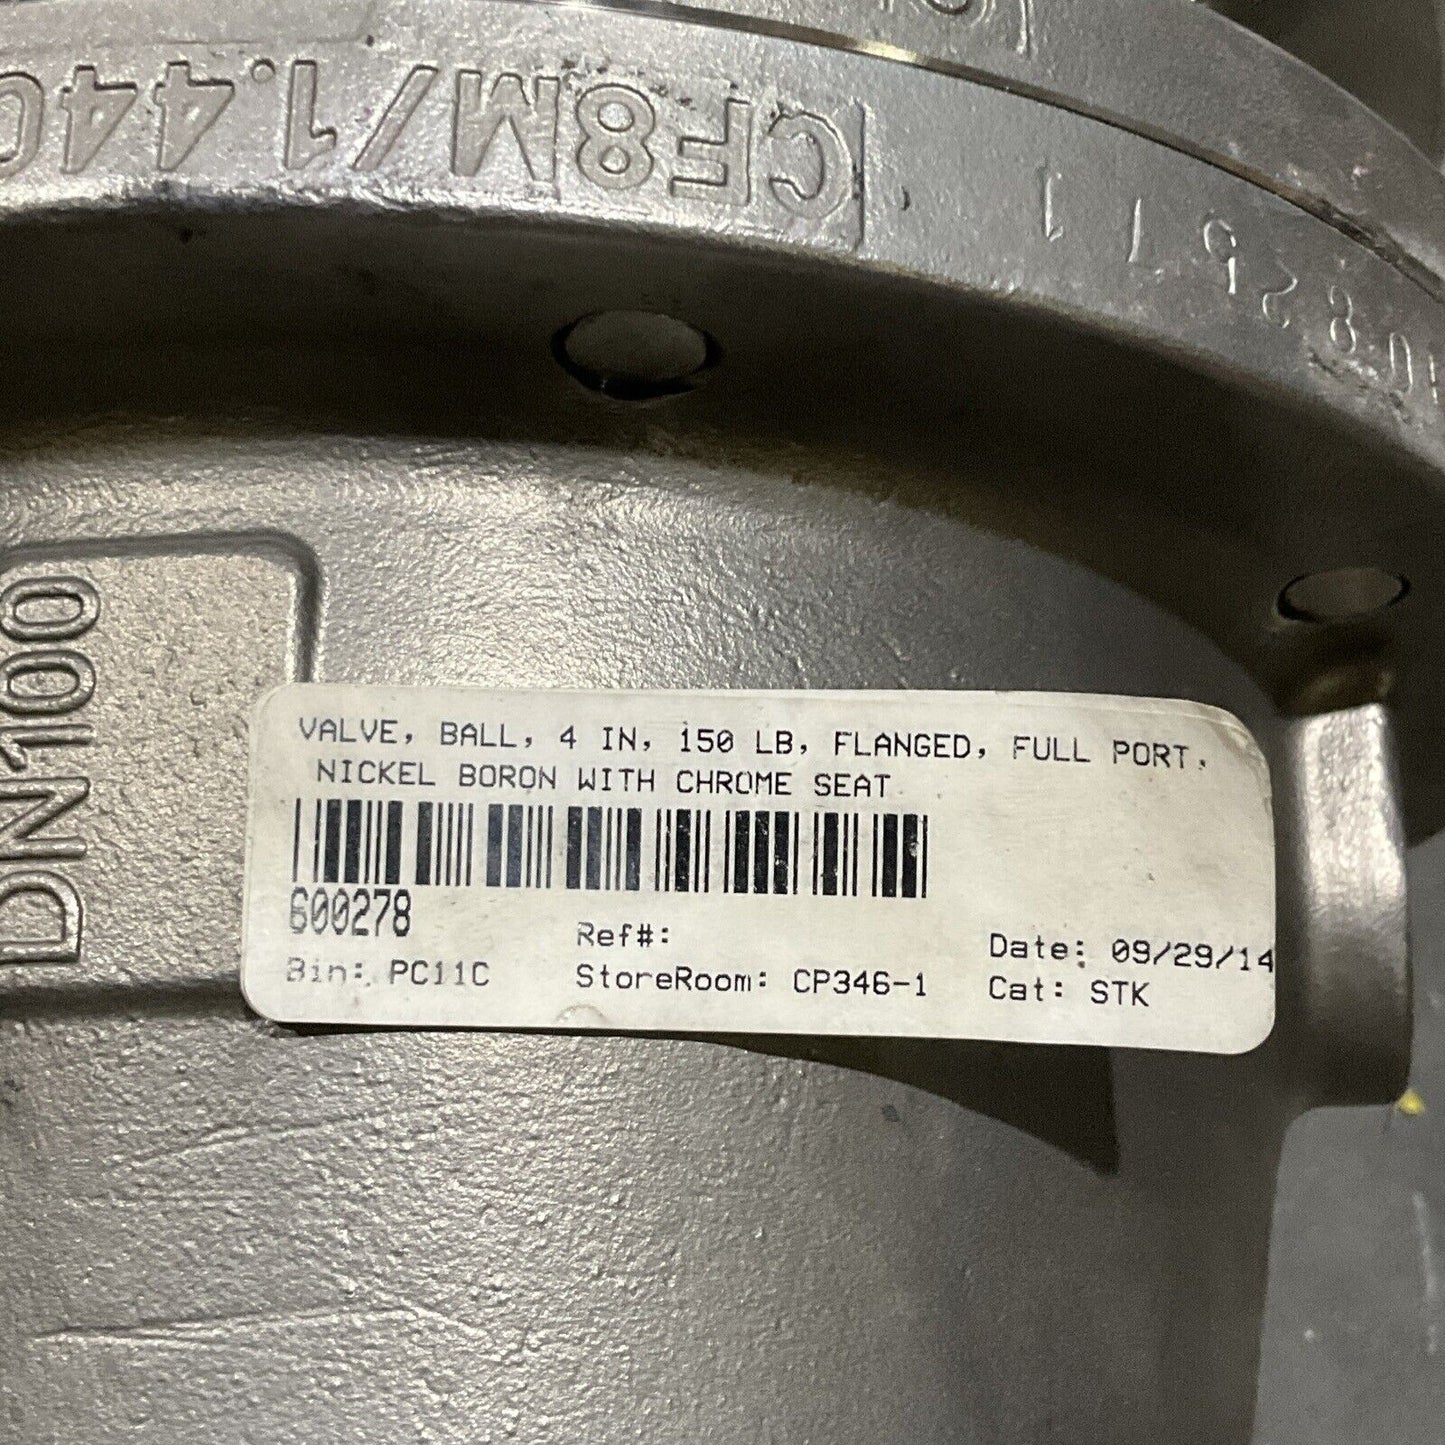 CF8M/1.440
VALVE, BALL, 4 IN, 150 LB, FLANGED, FULL PORT,
NICKEL BORON WITH CHROME SEAT
600278
Ref#:
Date: 09/29/14
Bin: PC11C
StoreRoom: CP346-1
Cat: STK
DN100